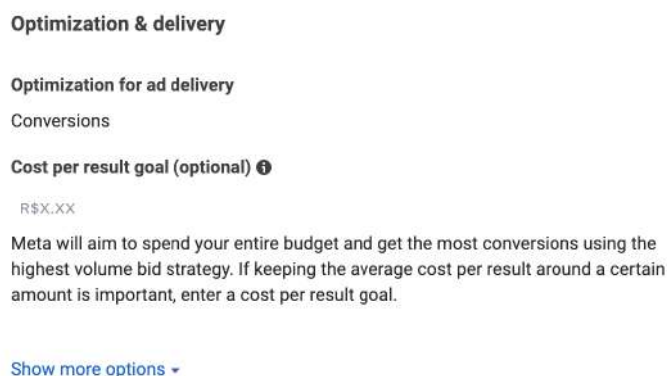 Optimization & delivery
Optimization for ad delivery
Conversions
Cost per result goal (optional)
R$X.XX
Meta will aim to spend your entire budget and get the most conversions using the
highest volume bid strategy. If keeping the average cost per result around a certain
amount is important, enter a cost per result goal.
Show more options